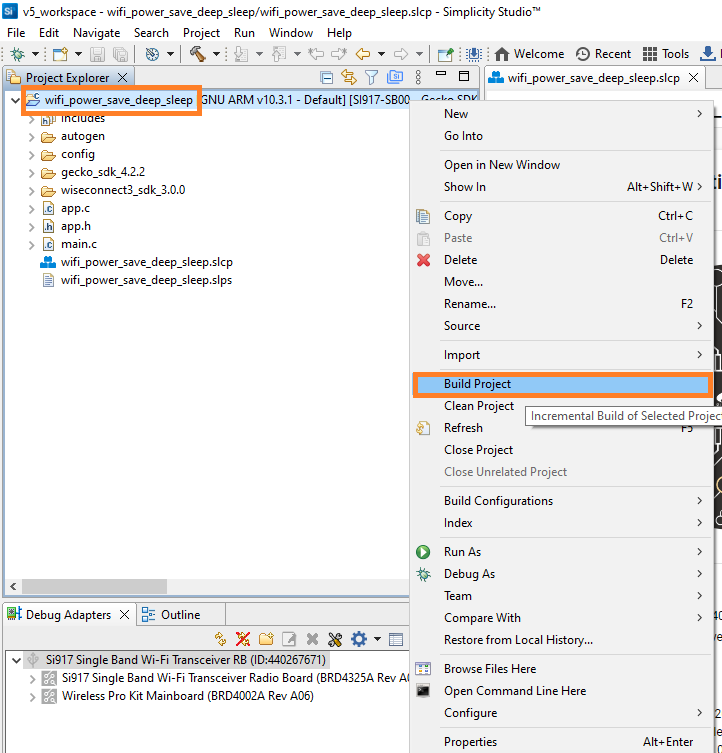 v5_workspace - wifi_power_save_deep_sleep/wifi_power_save_deep_sleep.slcp - Simplicity Studio™
File Edit Navigate Search Project Run Window Help
Welcome Recent Tools
Project Explorer
wifi_power_save_deep_sleep.slcp
wifi_power_save_deep_sleep [GNU ARM v10.3.1 - Default] [SI917-SB00 - Gecko SDK
Includes
autogen
config
gecko_sdk_4.2.2
wiseconnect3_sdk_3.0.0
app.c
app.h
main.c
wifi_power_save_deep_sleep.slcp
wifi_power_save_deep_sleep.slps
New
Go Into
Open in New Window
Show In Alt+Shift+W
Copy Ctrl+C
Paste Ctrl+V
Delete Delete
Move...
Rename... F2
Source
Import
Build Project
Clean Project
Incremental Build of Selected Projec
Refresh F5
Close Project
Close Unrelated Project
Build Configurations
Index
Run As
Debug As
Team
Compare With
Restore from Local History...
Browse Files Here
Open Command Line Here
Configure
Properties Alt+Enter
Debug Adapters Outline
Si917 Single Band Wi-Fi Transceiver RB (ID:440267671)
Si917 Single Band Wi-Fi Transceiver Radio Board (BRD4325A Rev A0
Wireless Pro Kit Mainboard (BRD4002A Rev A06)